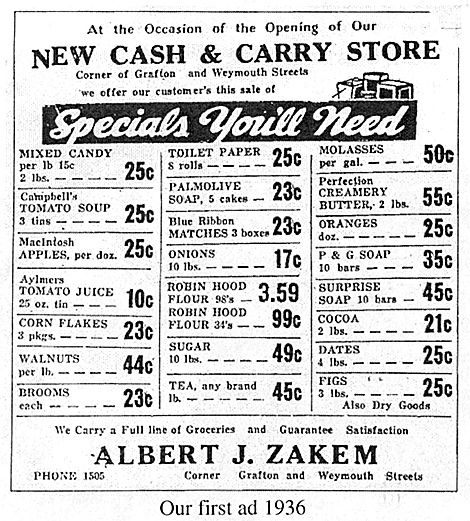 At the Occasion of the Opening of Our
NEW CASH & CARRY STORE
Corner of Grafton and Weymouth Streets
we offer our customer's this sale of
Specials You'll Need
MIXED CANDY
per lb 15c
2 lbs. — — — 25c
Campbell's
TOMATO SOUP
3 tins — — — 25c
MacIntosh
APPLES, per doz. 25c
Aylmers
TOMATO JUICE
25 oz. tin — — 10c
CORN FLAKES
3 pkgs. — — — 23c
WALNUTS
per lb. — — — 44c
BROOMS
each — — — — 23c
TOILET PAPER
8 rolls — — — — 25c
PALMOLIVE
SOAP, 5 cakes — 23c
Blue Ribbon
MATCHES 3 boxes 23c
ONIONS
10 lbs. — — — — 17c
ROBIN HOOD
FLOUR 98's — 3.59
ROBIN HOOD
FLOUR 34's — — 99c
SUGAR
10 lbs. — — — — 49c
TEA, any brand
lb. — — — — — 45c
MOLASSES
per gal. — — — 50c
Perfection
CREAMERY
BUTTER, 2 lbs. 55c
ORANGES
doz. — — — — 25c
P & G SOAP
10 bars — — — 35c
SURPRISE
SOAP 10 bars — 45c
COCOA
2 lbs. — — — — 21c
DATES
4 lbs. — — — — 25c
FIGS
3 lbs. — — — — 25c
Also Dry Goods
We Carry a Full line of Groceries and Guarantee Satisfaction
ALBERT J. ZAKEM
PHONE 1505 Corner Grafton and Weymouth Streets
Our first ad 1936